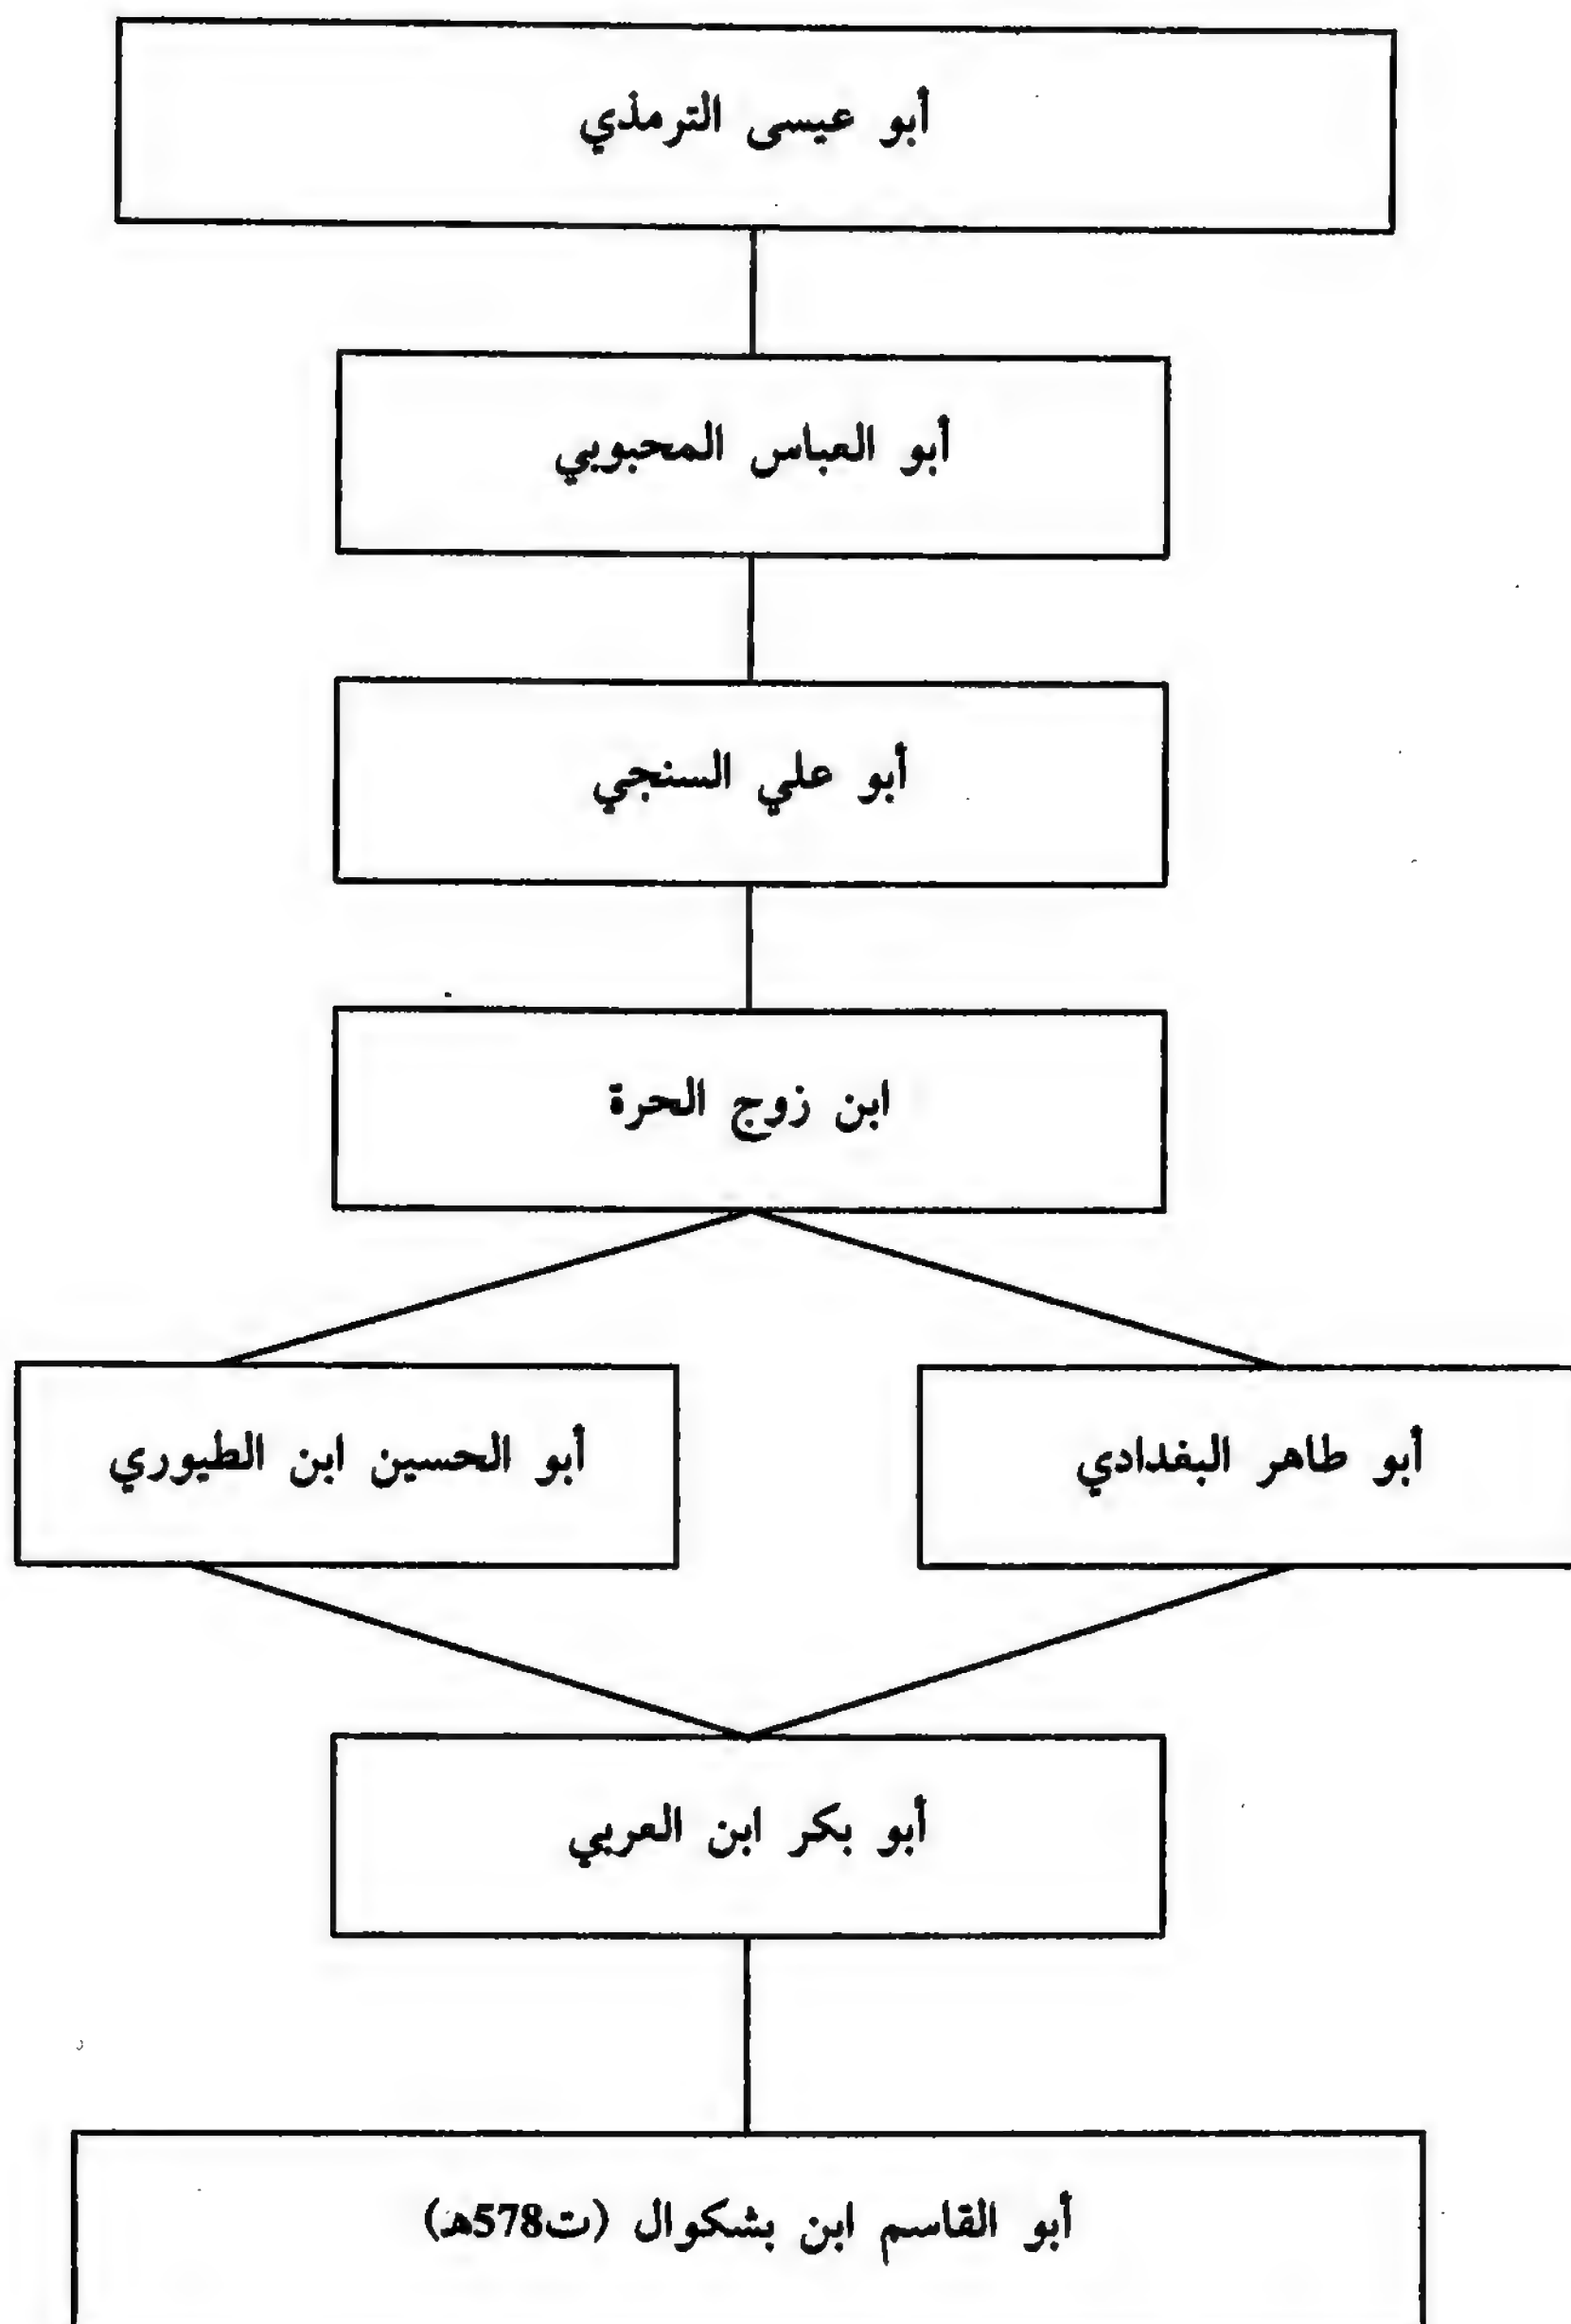 أبو عيسى الترمذي
أبو العباس المحبوبي
أبو علي السنجي
ابن زوج الحرة
أبو طاهر البغدادي
أبو الحسين ابن الطيوري
أبو بكر ابن العربي
أبو القاسم ابن بشكوال (ت578هـ)